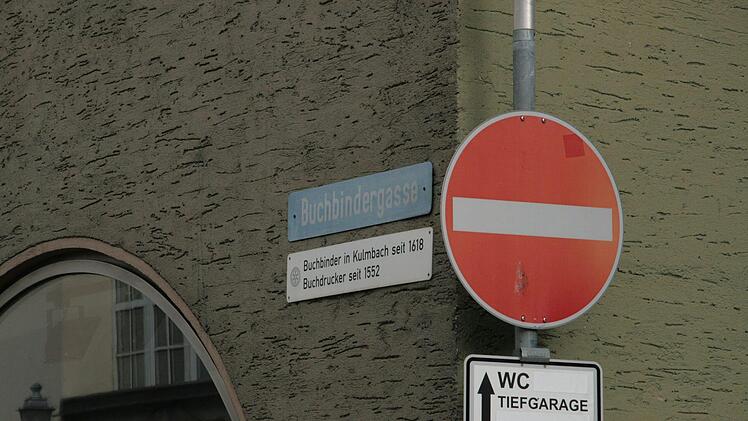 Buchbindergasse
Buchbinder in Kulmbach seit 1618
Buchdrucker seit 1552
WC
TIEFGARAGE